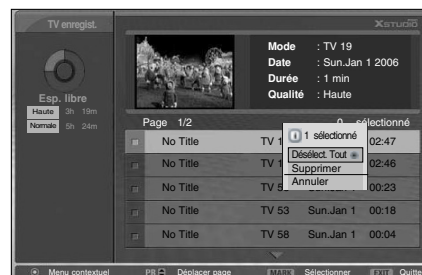 TV enregist.
XSTUDIO
Mode : TV 19
Date : Sun.Jan 1 2006
Durée : 1 min
Qualité : Haute
Esp. libre
Haute 3h 19m
Normale 5h 24m
Page 1/2
0 sélectionné
No Title TV 1 02:47
No Title TV 02:46
No Title TV 5 00:23
No Title TV 53 Sun.Jan 1 00:18
No Title TV 58 Sun.Jan 1 00:04
1 sélectionné
Désélect. Tout
Supprimer
Annuler
Menu contextuel
PR Déplacer page
MARK Sélectionner
EXIT Quitter